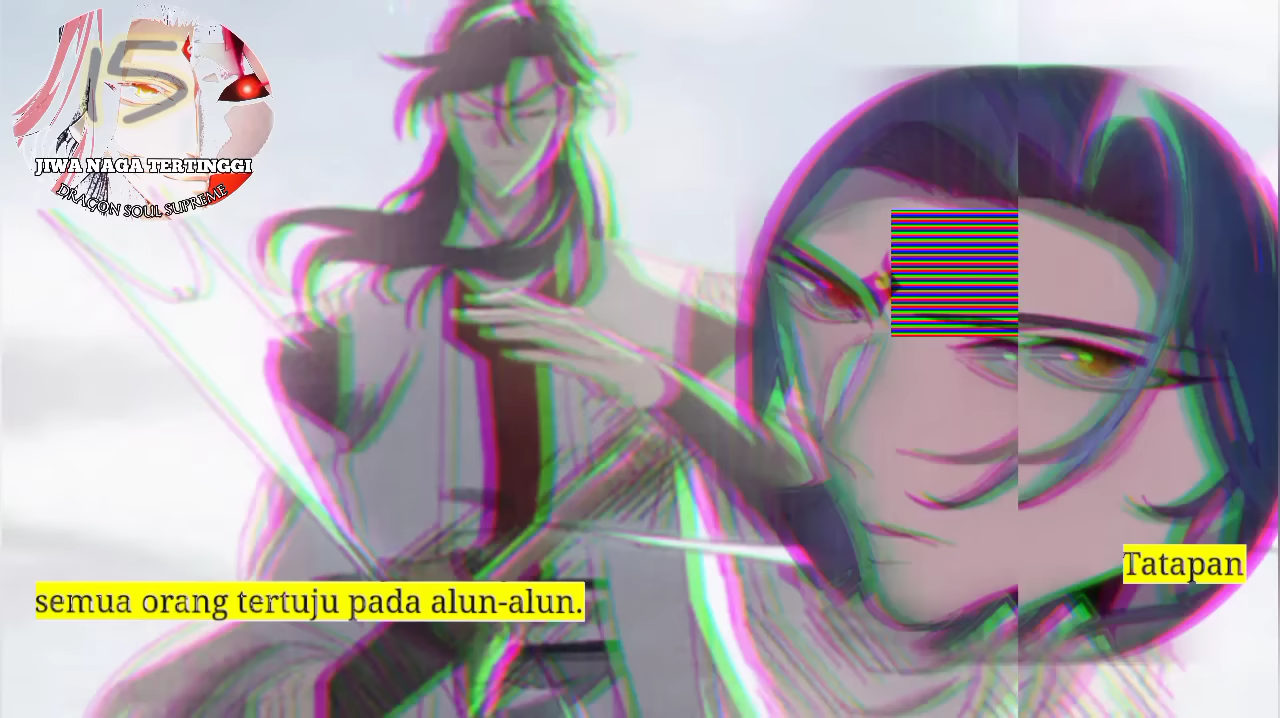 15
JIWA NAGA TERTINGGI
DRAGON SOUL SUPREME
Tatapan
semua orang tertuju pada alun-alun.